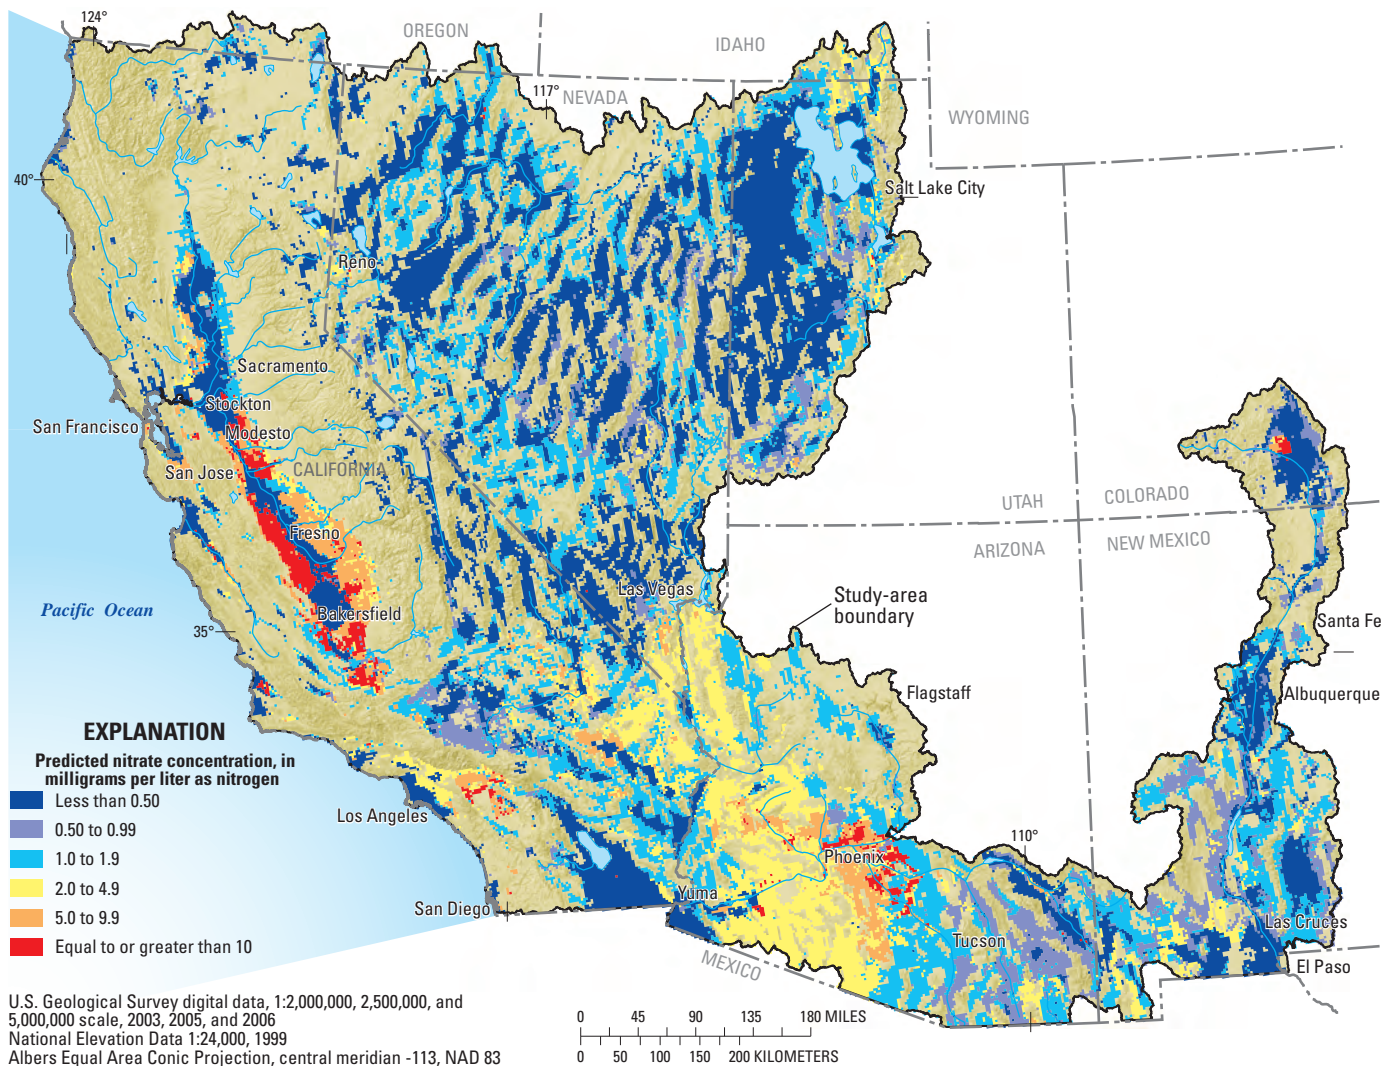 124°
OREGON
IDAHO
117°
NEVADA
WYOMING
40°
Salt Lake City
Reno
Sacramento
Stockton
San Francisco
Modesto
San Jose
CALIFORNIA
UTAH
COLORADO
Fresno
ARIZONA
NEW MEXICO
Las Vegas
Study-area
boundary
Pacific Ocean
Bakersfield
35°
Santa Fe
Flagstaff
Albuquerque
EXPLANATION
Predicted nitrate concentration, in
milligrams per liter as nitrogen
Less than 0.50
0.50 to 0.99
1.0 to 1.9
2.0 to 4.9
5.0 to 9.9
Equal to or greater than 10
Los Angeles
110°
Phoenix
Yuma
San Diego
Las Cruces
Tucson
MEXICO
El Paso
U.S. Geological Survey digital data, 1:2,000,000, 2,500,000, and
5,000,000 scale, 2003, 2005, and 2006
National Elevation Data 1:24,000, 1999
Albers Equal Area Conic Projection, central meridian -113, NAD 83
0 45 90 135 180 MILES
0 50 100 150 200 KILOMETERS